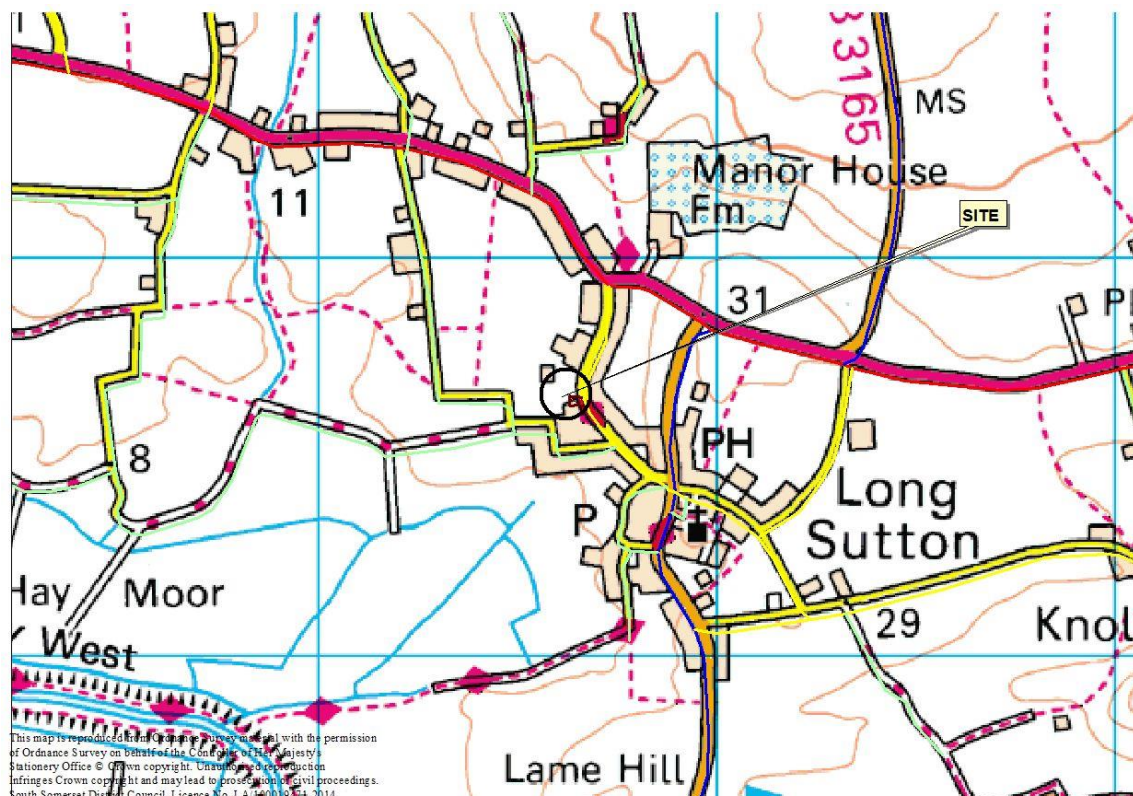 B 3165
MS
Manor House
Fm
SITE
11
31
8
PH
Long
Sutton
P
Hay Moor
West
29
Lame Hill
This map is reproduced from Ordnance Survey material with the permission
of Ordnance Survey on behalf of the Controller of Her Majesty's
Stationery Office © Crown copyright. Unauthorised reproduction
infringes Crown copyright and may lead to prosecution or civil proceedings.
South Somerset District Council, Licence No. LA
2014